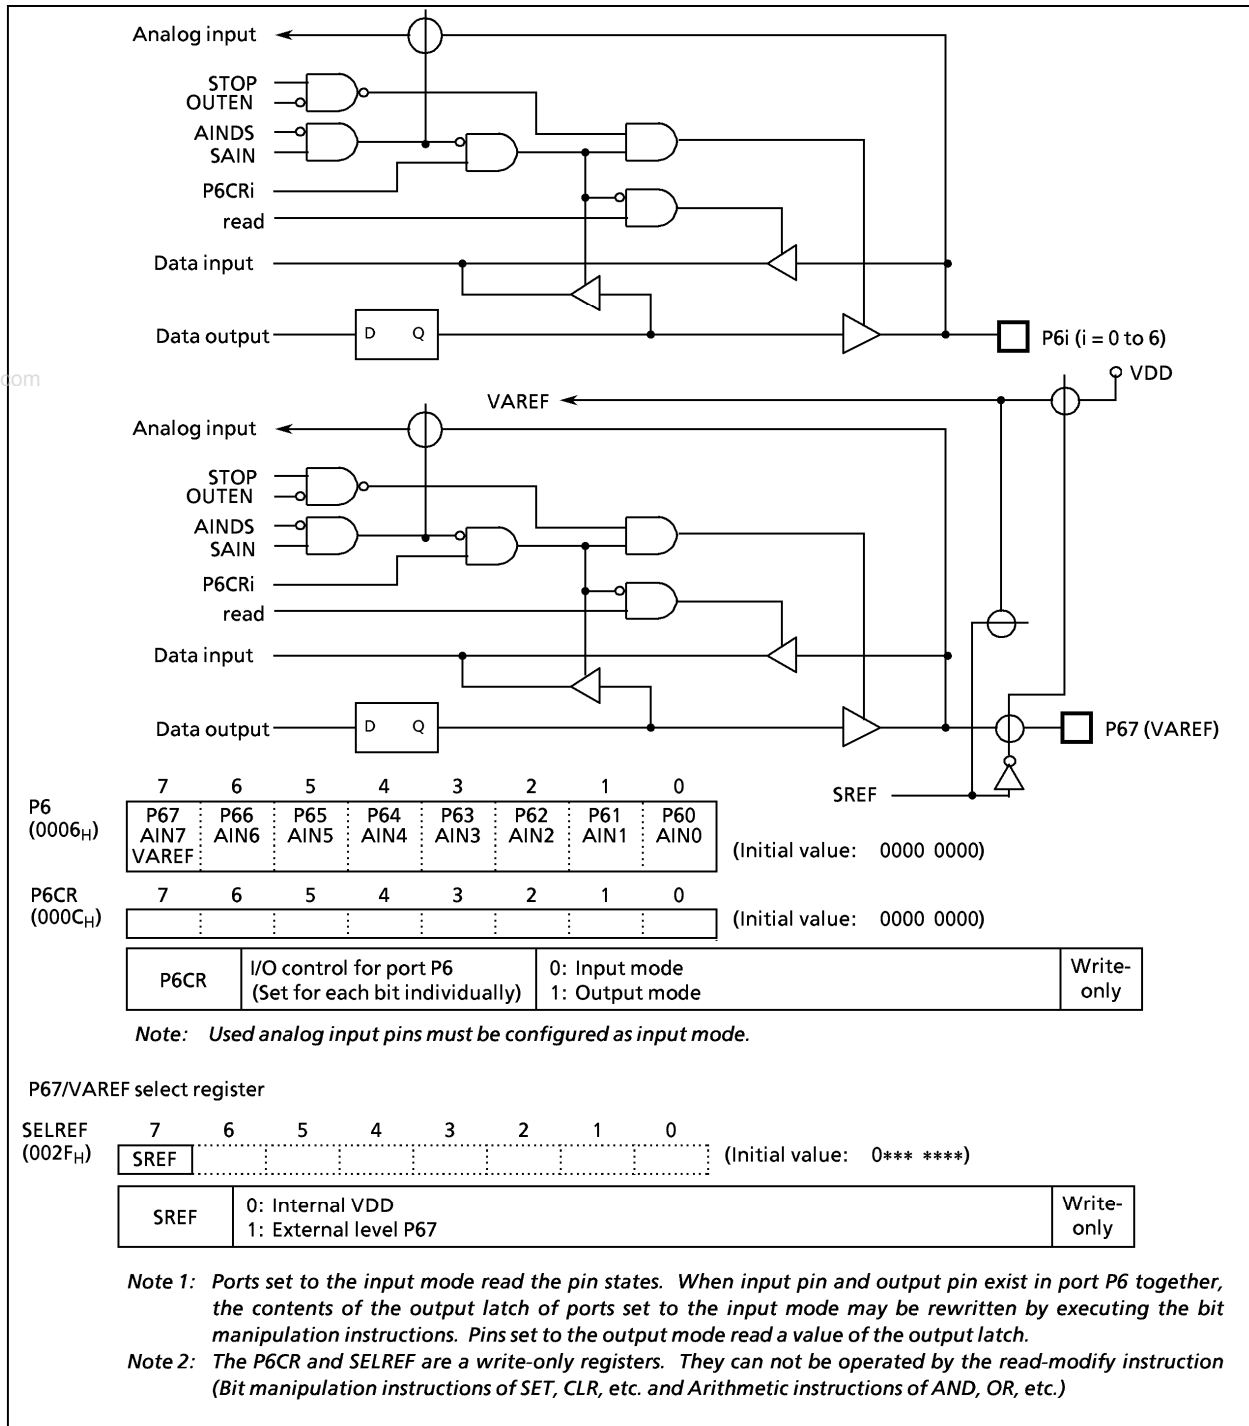 Analog input
STOP
OUTEN
AINDS
SAIN
P6CRi
read
Data input
Data output
D Q
P6i (i = 0 to 6)
com
VDD
VAREF
Analog input
STOP
OUTEN
AINDS
SAIN
P6CRi
read
Data input
Data output
D Q
P67 (VAREF)
SREF
7 6 5 4 3 2 1 0
P6
(0006H)
P67 P66 P65 P64 P63 P62 P61 P60
AIN7 AIN6 AIN5 AIN4 AIN3 AIN2 AIN1 AIN0
VAREF
(Initial value: 0000 0000)
P6CR
(000CH)
7 6 5 4 3 2 1 0
(Initial value: 0000 0000)
P6CR
I/O control for port P6
(Set for each bit individually)
0: Input mode
1: Output mode
Write-
only
Note: Used analog input pins must be configured as input mode.
P67/VAREF select register
SELREF
(002FH)
7 6 5 4 3 2 1 0
SREF
(Initial value: 0*** ****)
SREF
0: Internal VDD
1: External level P67
Write-
only
Note 1: Ports set to the input mode read the pin states. When input pin and output pin exist in port P6 together,
the contents of the output latch of ports set to the input mode may be rewritten by executing the bit
manipulation instructions. Pins set to the output mode read a value of the output latch.
Note 2: The P6CR and SELREF are a write-only registers. They can not be operated by the read-modify instruction
(Bit manipulation instructions of SET, CLR, etc. and Arithmetic instructions of AND, OR, etc.)